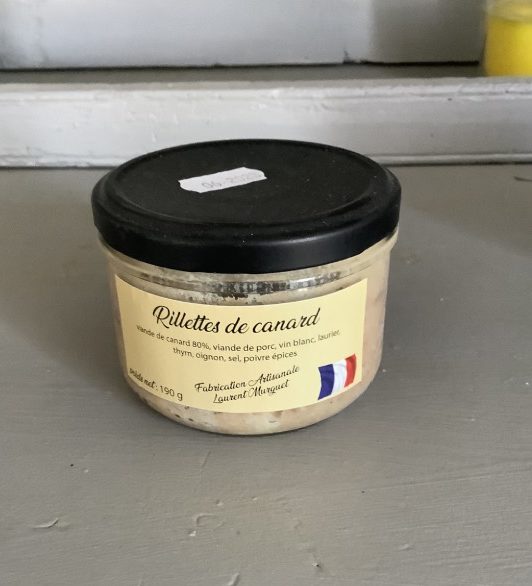 Rillettes de canard
viande de canard 80%, viande de porc, vin blanc, laurier,
thym, oignon, sel, poivre épices
poids net : 190 g
Fabrication Artisanale
Laurent Murguet